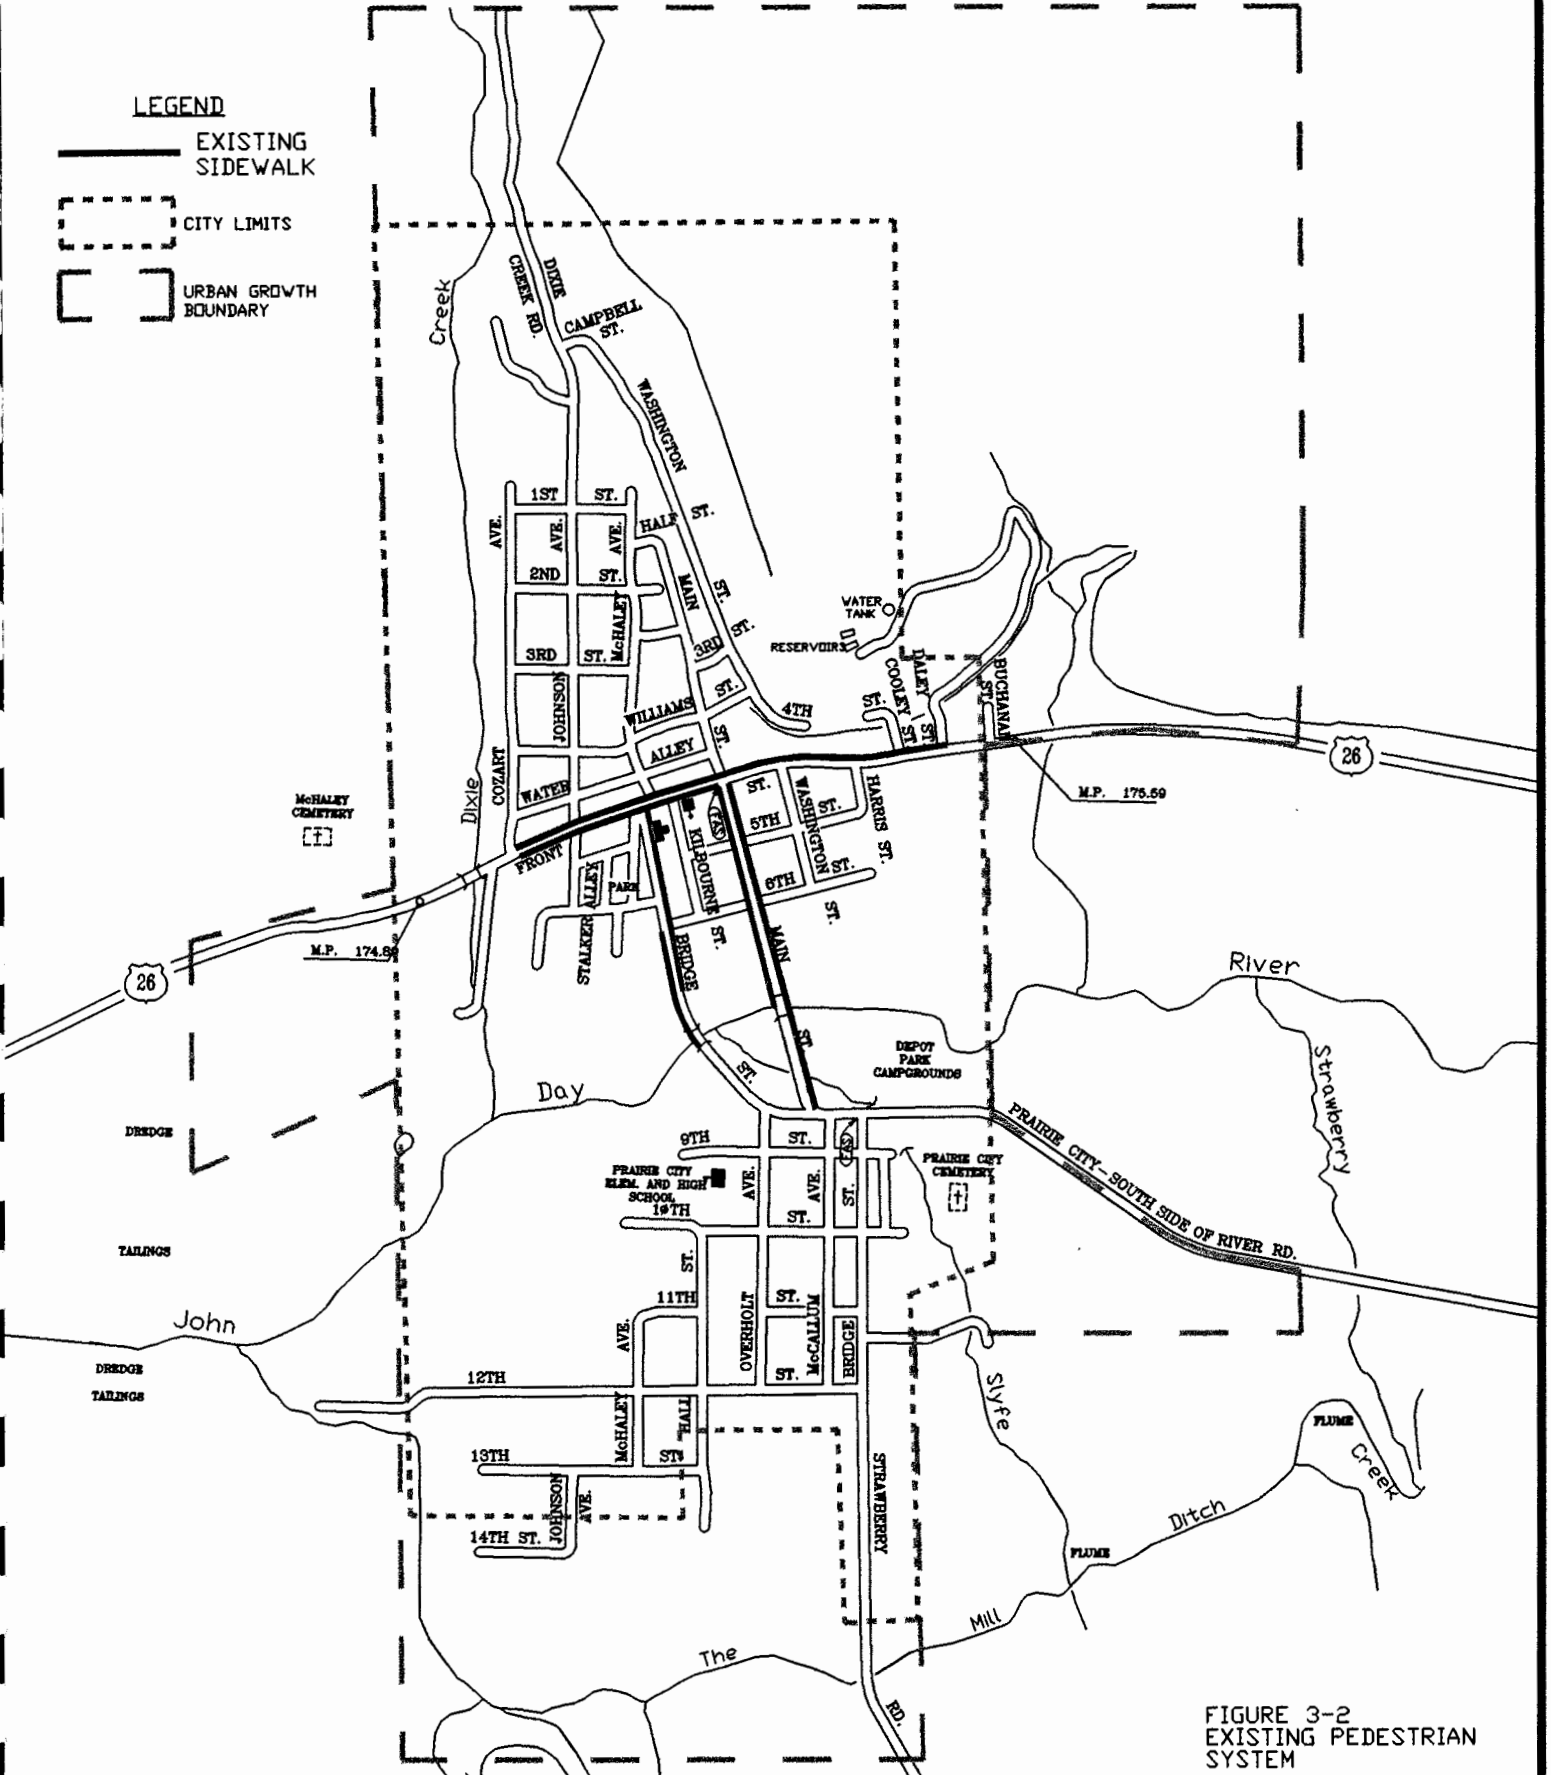 LEGEND
EXISTING
SIDEWALK
CITY LIMITS
URBAN GROWTH
BOUNDARY
Creek
DIXIE
CREEK RD.
CAMPBELL
ST.
WASHINGTON
ST.
1ST ST.
AVE.
AVE.
AVE.
HALF ST.
2ND ST.
MAIN
ST.
McHALEY
3RD ST.
3RD ST.
JOHNSON
WILLIAMS ST.
4TH
ALLEY
WATER
COZART
Dixie
WATER
TANK
RESERVOIRS
DALEY
ST.
COOLEY
ST.
ST.
BUCHANAN
ST.
26
M.P. 175.69
McHALEY
CEMETERY
FRONT
ST.
FAS
KILBOURNE
ST.
5TH ST.
WASHINGTON
ST.
HARRIS ST.
6TH ST.
STALKER ALLEY
PARK
M.P. 174.8
26
BRIDGE
ST.
MAIN
ST.
River
DEPOT
PARK
CAMPGROUNDS
Strawberry
Day
DREDGE
TAILINGS
PRAIRIE CITY-SOUTH SIDE OF RIVER RD.
9TH ST.
FAS
PRAIRIE CITY
CEMETERY
PRAIRIE CITY
ELEM. AND HIGH
SCHOOL
AVE.
AVE.
ST.
10TH ST.
ST.
11TH ST.
AVE.
OVERHOLT
McCALLUM
BRIDGE
John
DREDGE
TAILINGS
12TH ST.
McHALEY
HALL
Slyfe
FLUME
Creek
13TH ST.
JOHNSON
AVE.
14TH ST.
STRAWBERRY
RD.
Ditch
FLUME
Mill
The
FIGURE 3-2
EXISTING PEDESTRIAN
SYSTEM